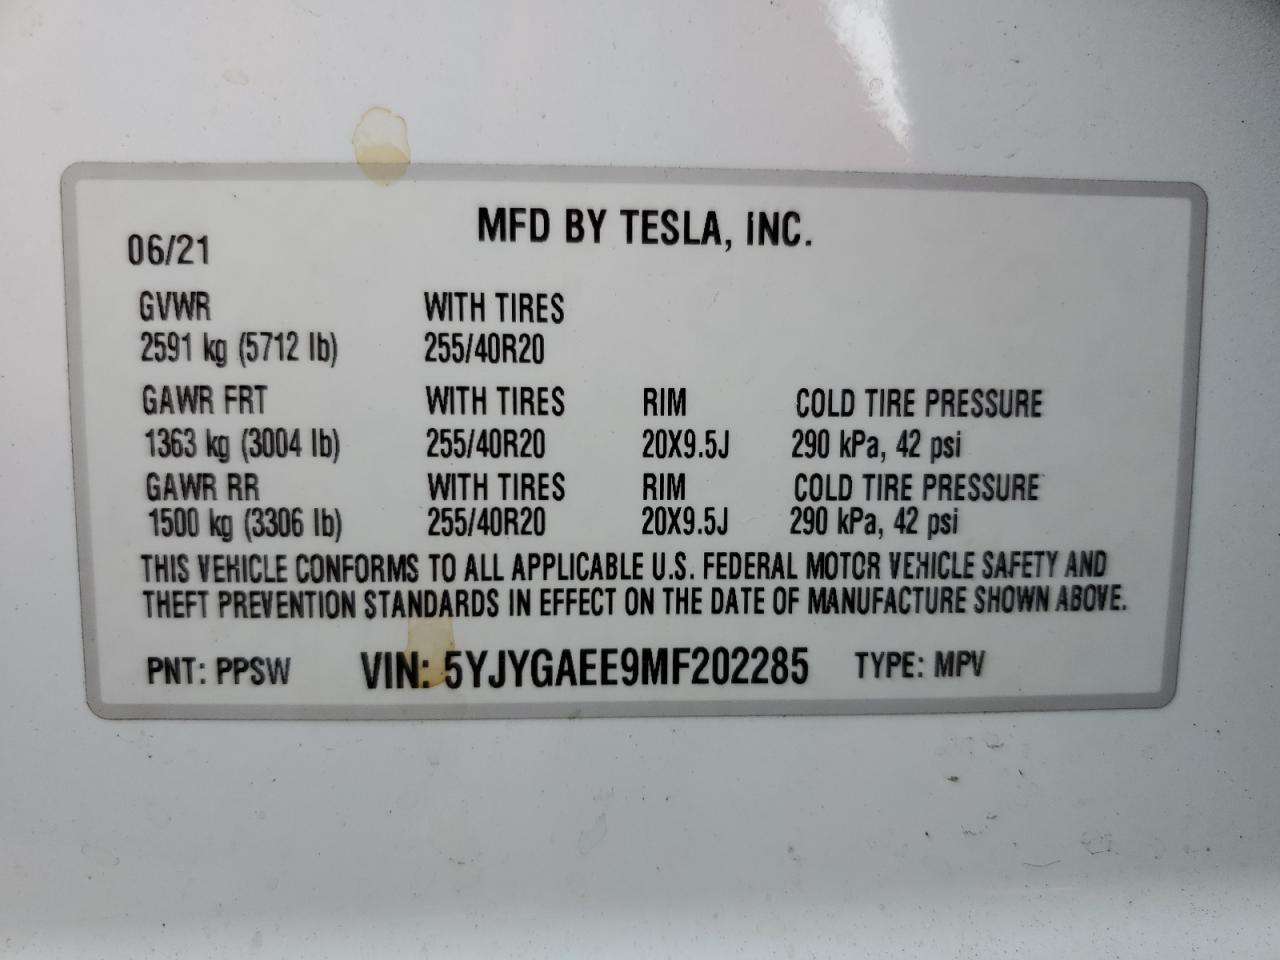 MFD BY TESLA, INC.
06/21
GVWR WITH TIRES
2591 kg (5712 lb) 255/40R20
GAWR FRT WITH TIRES RIM COLD TIRE PRESSURE
1363 kg (3004 lb) 255/40R20 20X9.5J 290 kPa, 42 psi
GAWR RR WITH TIRES RIM COLD TIRE PRESSURE
1500 kg (3306 lb) 255/40R20 20X9.5J 290 kPa, 42 psi
THIS VEHICLE CONFORMS TO ALL APPLICABLE U.S. FEDERAL MOTOR VEHICLE SAFETY AND
THEFT PREVENTION STANDARDS IN EFFECT ON THE DATE OF MANUFACTURE SHOWN ABOVE.
PNT: PPSW VIN: 5YJYGAEE9MF202285 TYPE: MPV